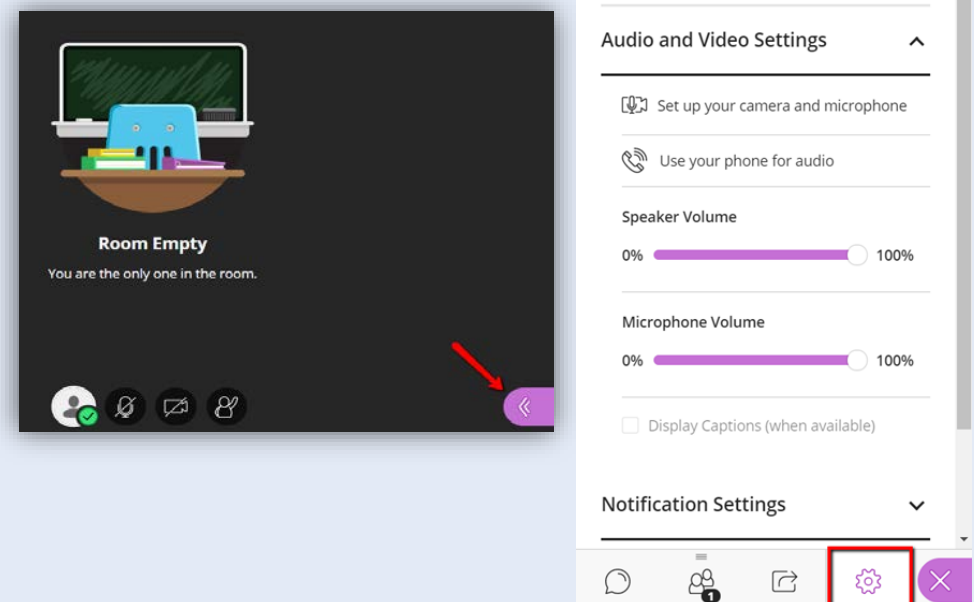 Room Empty
You are the only one in the room.
Audio and Video Settings
Set up your camera and microphone
Use your phone for audio
Speaker Volume
0% 100%
Microphone Volume
0% 100%
Display Captions (when available)
Notification Settings
1